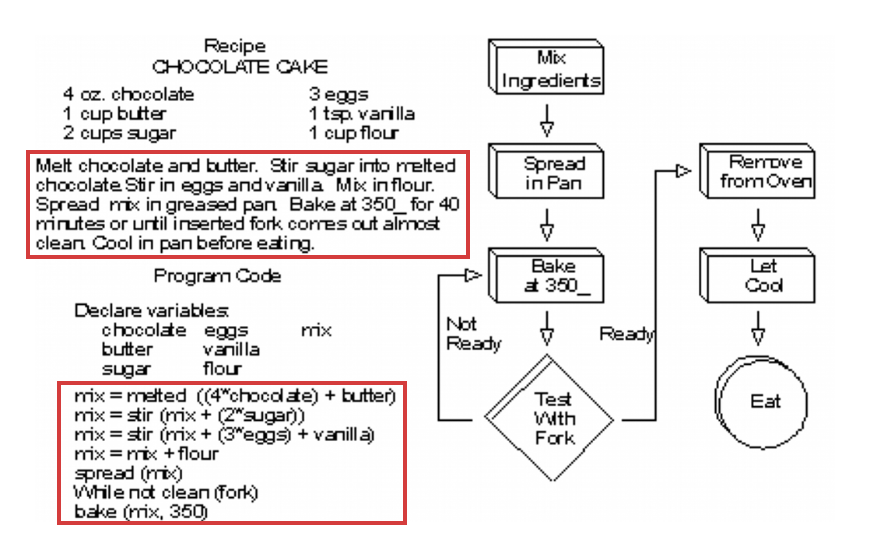 Recipe
CHOCOLATE CAKE
4 oz. chocolate 3 eggs
1 cup butter 1 tsp. vanilla
2 cups sugar 1 cup flour
Melt chocolate and butter. Stir sugar into melted
chocolate. Stir in eggs and vanilla. Mix in flour.
Spread mix in greased pan. Bake at 350_ for 40
minutes or until inserted fork comes out almost
clean. Cool in pan before eating.
Program Code
Declare variables:
chocolate eggs mix
butter vanilla
sugar flour
mix = melted ((4*chocolate) + butter)
mix = stir (mix + (2*sugar))
mix = stir (mix + (3*eggs) + vanilla)
mix = mix + flour
spread (mix)
While not clean (fork)
bake (mix, 350)
Mix
Ingredients
Spread
in Pan
Bake
at 350_
Not
Ready
Test
With
Fork
Ready
Remove
from Oven
Let
Cool
Eat